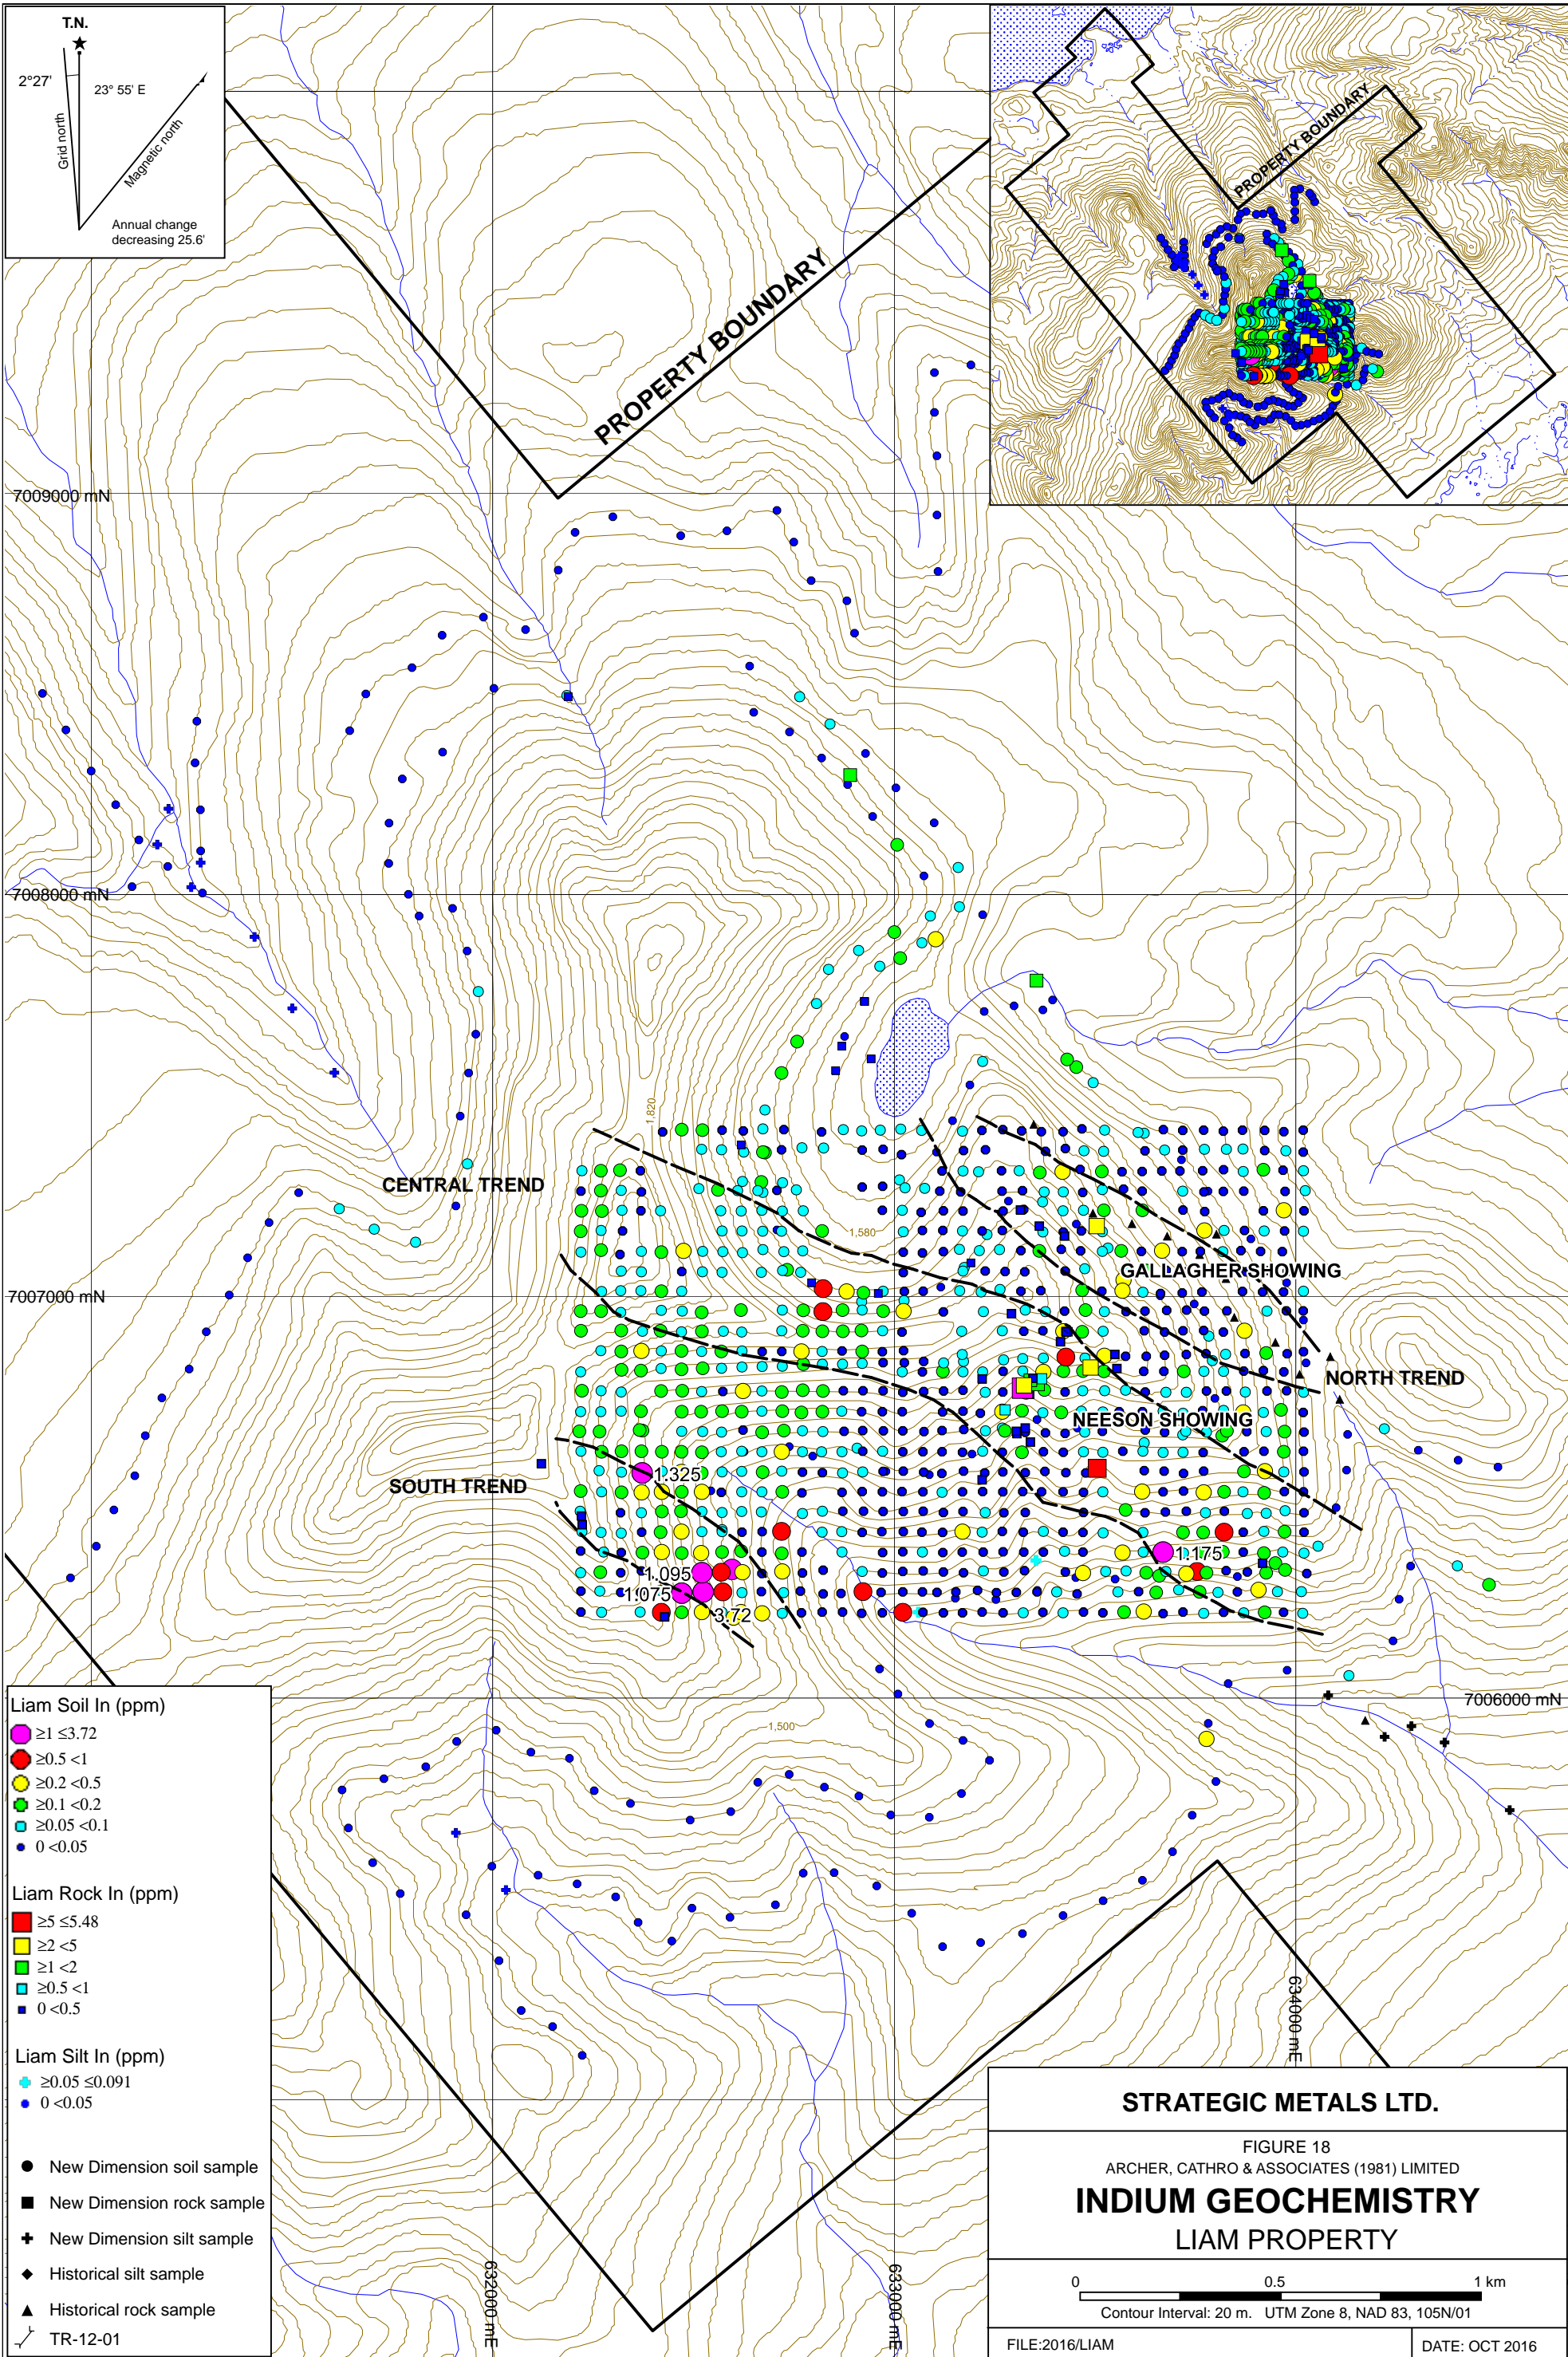 T.N.
2°27'
23° 55' E
Grid north
Magnetic north
Annual change
decreasing 25.6'
PROPERTY BOUNDARY
PROPERTY BOUNDARY
7009000 mN
7008000 mN
1,820
CENTRAL TREND
1,580
GALLAGHER SHOWING
7007000 mN
NORTH TREND
NEESON SHOWING
1.325
SOUTH TREND
1.175
1.095
1.075
3.72
7006000 mN
1,500
Liam Soil In (ppm)
≥1 ≤3.72
≥0.5 <1
≥0.2 <0.5
≥0.1 <0.2
≥0.05 <0.1
0 <0.05
Liam Rock In (ppm)
≥5 ≤5.48
≥2 <5
≥1 <2
≥0.5 <1
0 <0.5
Liam Silt In (ppm)
≥0.05 ≤0.091
0 <0.05
New Dimension soil sample
New Dimension rock sample
New Dimension silt sample
Historical silt sample
Historical rock sample
TR-12-01
632000 mE
633000 mE
634000 mE
STRATEGIC METALS LTD.
FIGURE 18
ARCHER, CATHRO & ASSOCIATES (1981) LIMITED
INDIUM GEOCHEMISTRY
LIAM PROPERTY
0 0.5 1 km
Contour Interval: 20 m. UTM Zone 8, NAD 83, 105N/01
FILE:2016/LIAM DATE: OCT 2016